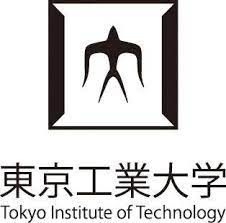 東京工業大学
Tokyo Institute of Technology